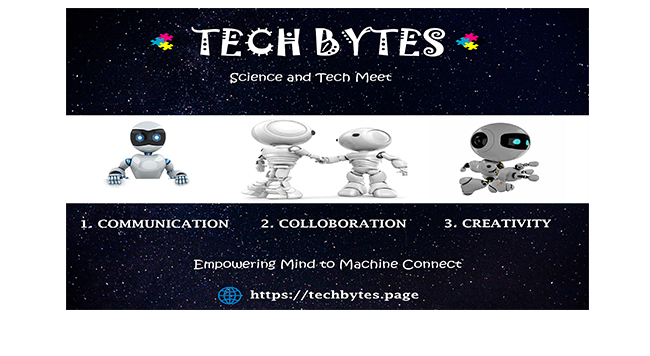 TECH BYTES
Science and Tech Meet
1. COMMUNICATION 2. COLLOBORATION 3. CREATIVITY
Empowering Mind to Machine Connect
https://techbytes.page